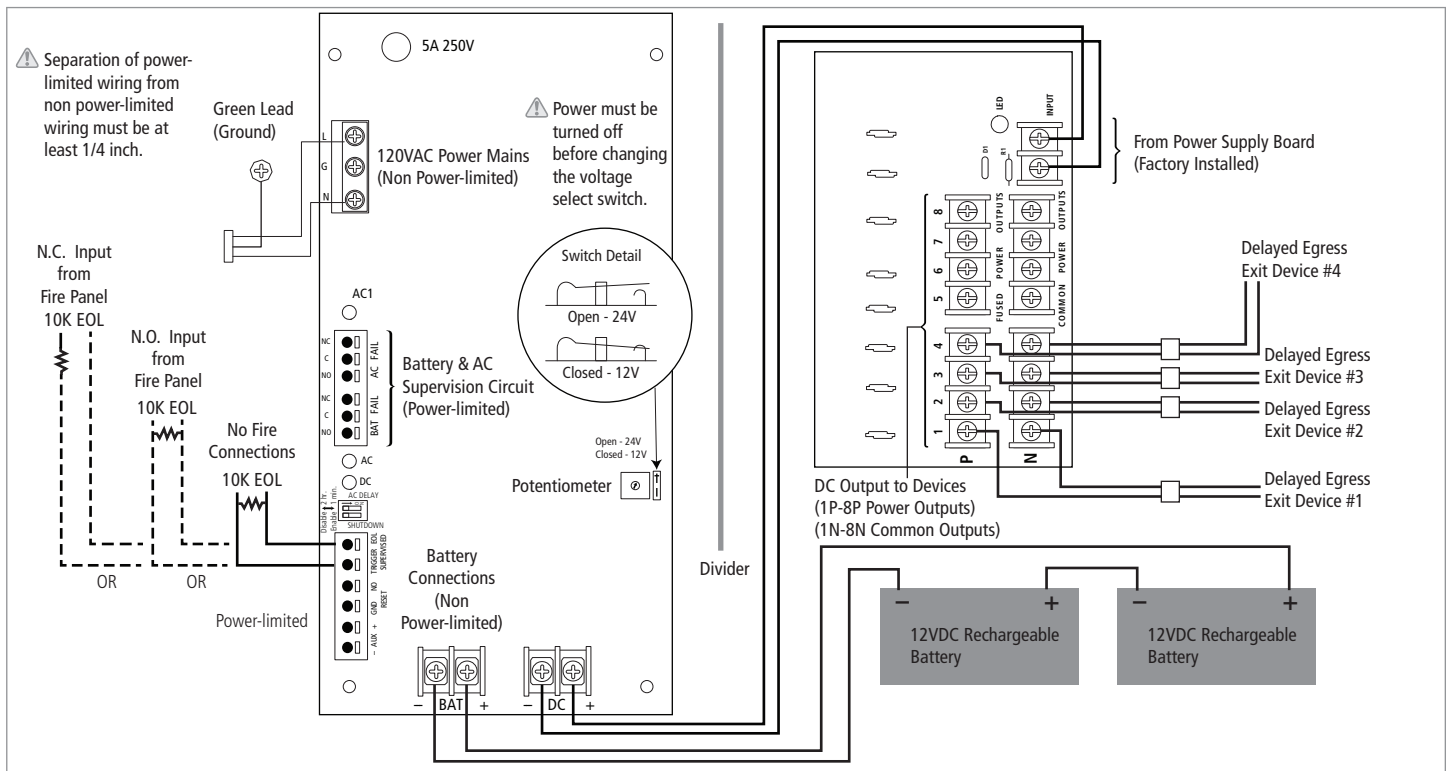 Separation of power-
limited wiring from
non power-limited
wiring must be at
least 1/4 inch.
Green Lead
(Ground)
5A 250V
L
G
N
120VAC Power Mains
(Non Power-limited)
Power must be
turned off
before changing
the voltage
select switch.
Switch Detail
Open - 24V
Closed - 12V
N.C. Input
from
Fire Panel
10K EOL
N.O. Input
from
Fire Panel
10K EOL
No Fire
Connections
10K EOL
OR
OR
Power-limited
AC1
NC
C
NO
AC FAIL
NC
C
NO
BAT FAIL
Battery & AC
Supervision Circuit
(Power-limited)
AC
DC
AC DELAY
Disable 2 hr.
Enable 1 min.
ON
SHUTDOWN
TRIGGER EOL
SUPERVISED
GND NO
RESET
– AUX +
Open - 24V
Closed - 12V
Potentiometer
Battery
Connections
(Non
Power-limited)
– BAT +
– DC +
Divider
LED
INPUT
D1
R1
From Power Supply Board
(Factory Installed)
8
7
6
5
4
3
2
1
FUSED POWER OUTPUTS
COMMON POWER OUTPUTS
P
N
DC Output to Devices
(1P-8P Power Outputs)
(1N-8N Common Outputs)
Delayed Egress
Exit Device #4
Delayed Egress
Exit Device #3
Delayed Egress
Exit Device #2
Delayed Egress
Exit Device #1
– +
12VDC Rechargeable
Battery
– +
12VDC Rechargeable
Battery